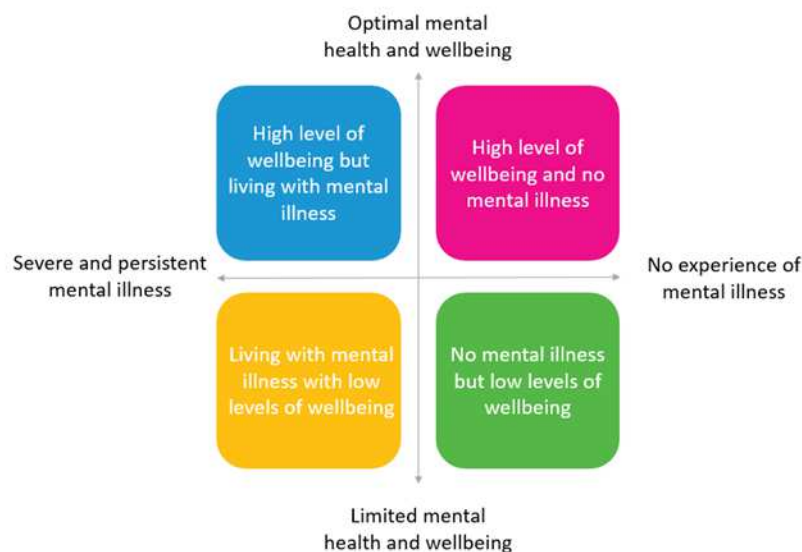 Optimal mental
health and wellbeing
High level of
wellbeing but
living with mental
illness
High level of
wellbeing and no
mental illness
Severe and persistent
mental illness
No experience of
mental illness
Living with mental
illness with low
levels of wellbeing
No mental illness
but low levels of
wellbeing
Limited mental
health and wellbeing